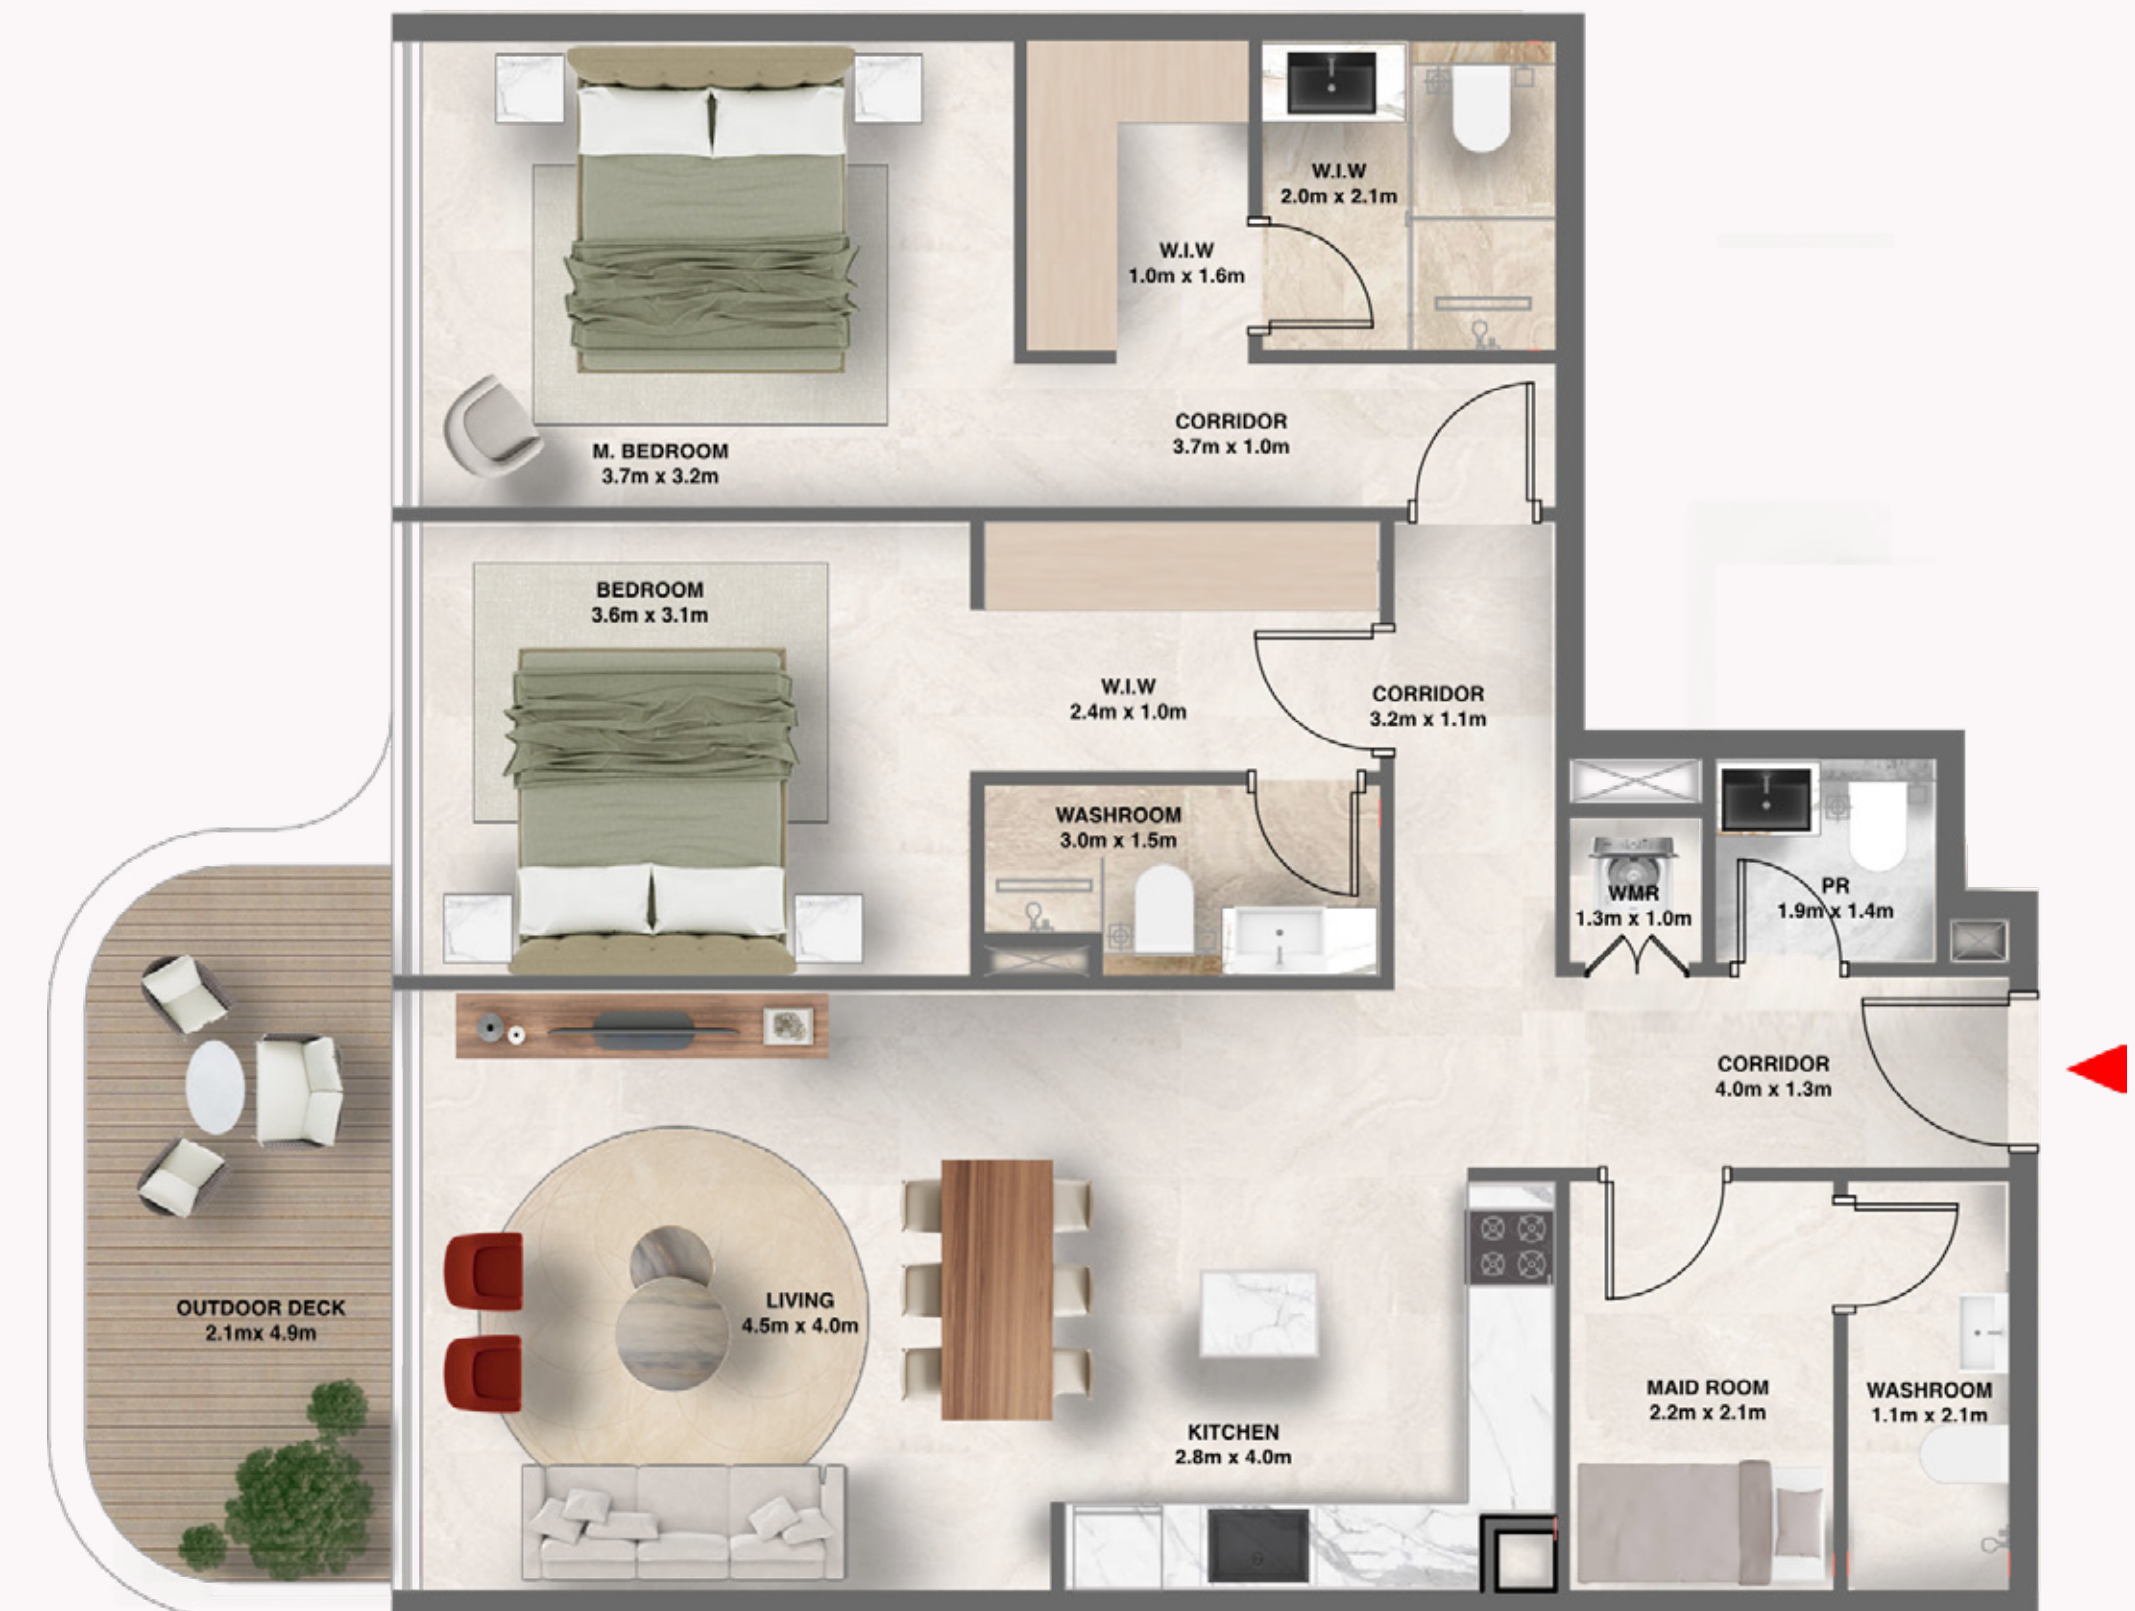 W.I.W
2.0m x 2.1m
W.I.W
1.0m x 1.6m
CORRIDOR
3.7m x 1.0m
M. BEDROOM
3.7m x 3.2m
BEDROOM
3.6m x 3.1m
W.I.W
2.4m x 1.0m
CORRIDOR
3.2m x 1.1m
WASHROOM
3.0m x 1.5m
WMR
1.3m x 1.0m
PR
1.9m x 1.4m
CORRIDOR
4.0m x 1.3m
OUTDOOR DECK
2.1mx 4.9m
LIVING
4.5m x 4.0m
KITCHEN
2.8m x 4.0m
MAID ROOM
2.2m x 2.1m
WASHROOM
1.1m x 2.1m